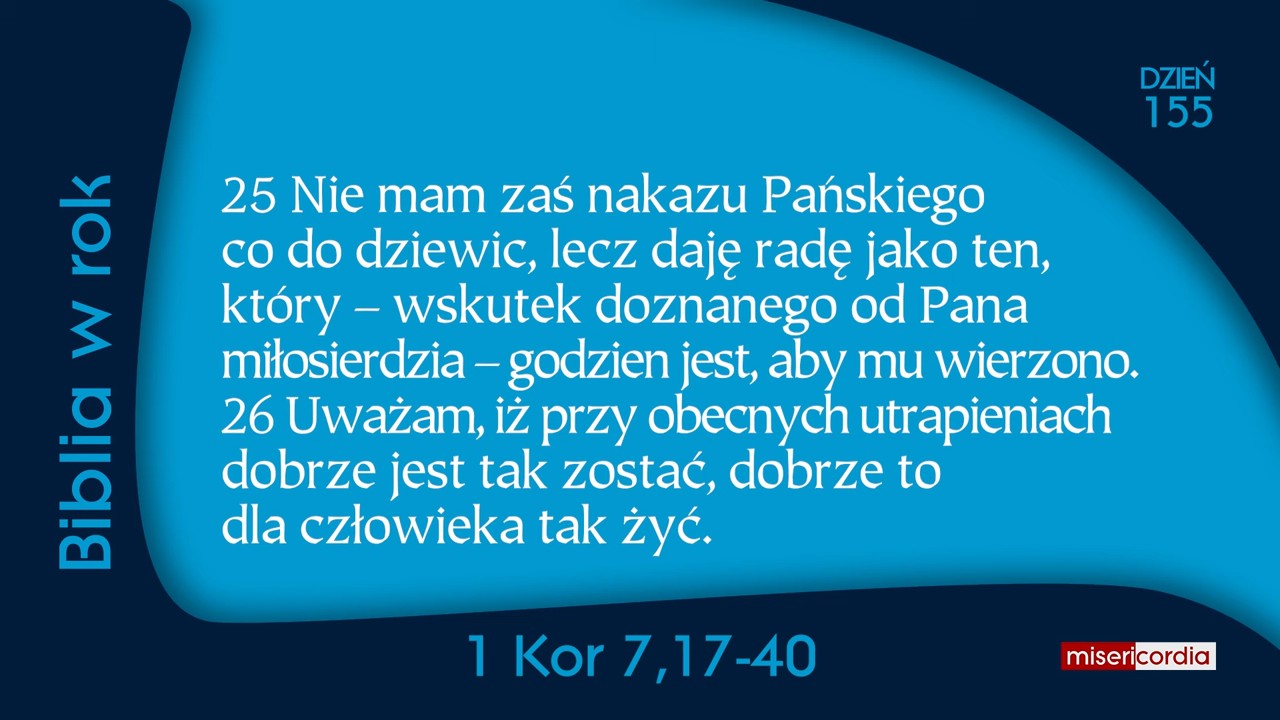 DZIEŃ
155
Biblia w rok
25 Nie mam zaś nakazu Pańskiego
co do dziewic, lecz daję radę jako ten,
który – wskutek doznanego od Pana
miłosierdzia – godzien jest, aby mu wierzono.
26 Uważam, iż przy obecnych utrapieniach
dobrze jest tak zostać, dobrze to
dla człowieka tak żyć.
1 Kor 7,17-40
misericordia